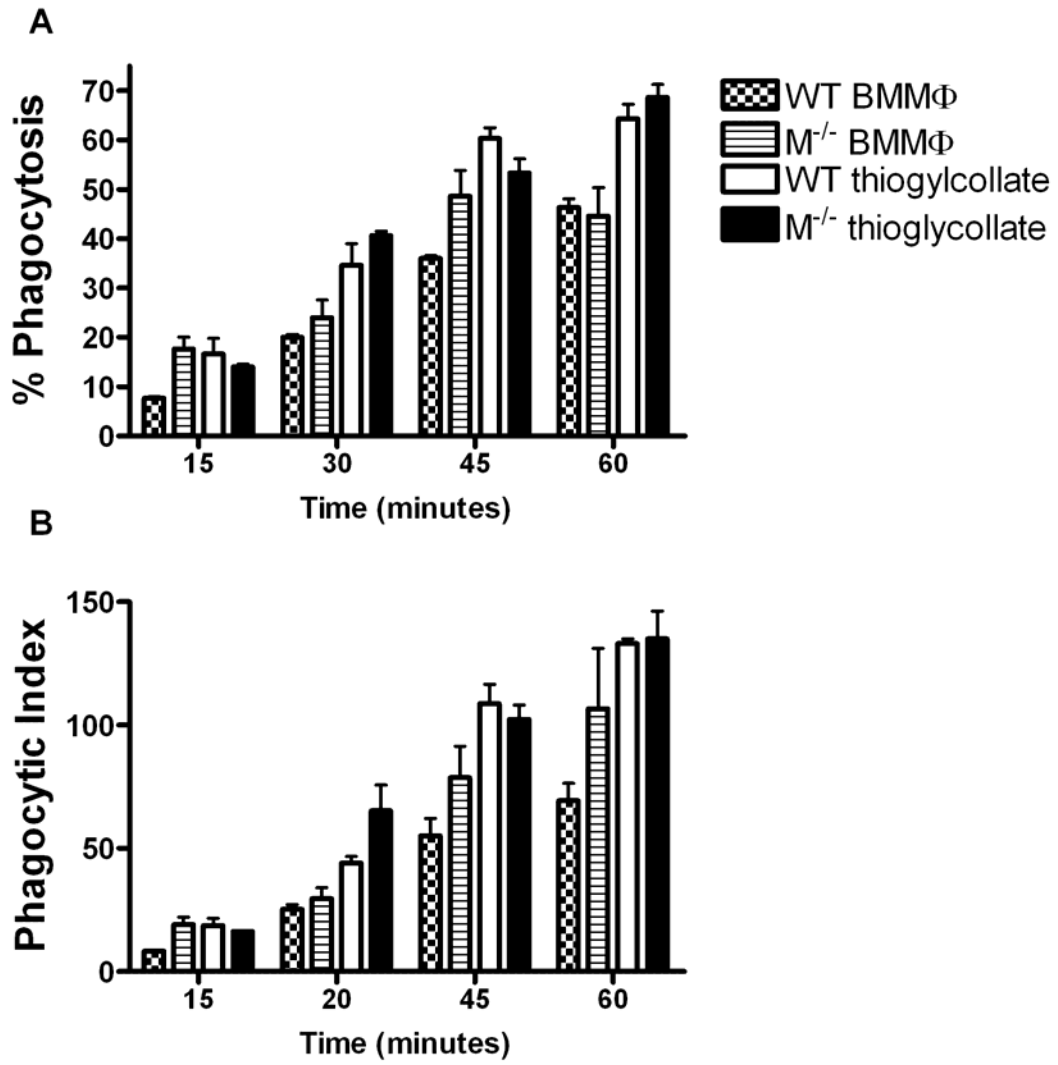 A
% Phagocytosis
70
60
50
40
30
20
10
0
15 30 45 60
Time (minutes)
WT BMMΦ
M-/- BMMΦ
WT thiogylcollate
M-/- thioglycollate
B
Phagocytic Index
150
100
50
0
15 20 45 60
Time (minutes)